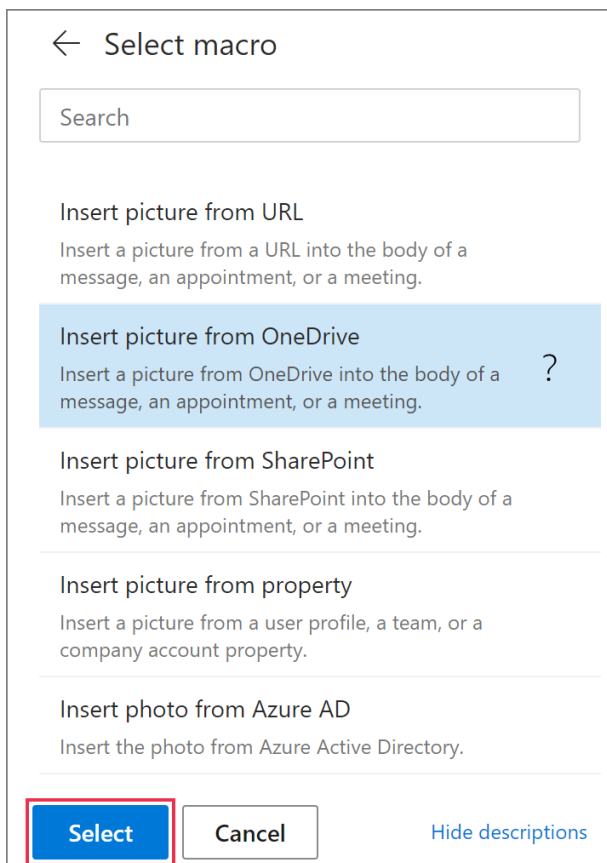 ← Select macro
Search
Insert picture from URL
Insert a picture from a URL into the body of a
message, an appointment, or a meeting.
Insert picture from OneDrive
Insert a picture from OneDrive into the body of a
message, an appointment, or a meeting.
?
Insert picture from SharePoint
Insert a picture from SharePoint into the body of a
message, an appointment, or a meeting.
Insert picture from property
Insert a picture from a user profile, a team, or a
company account property.
Insert photo from Azure AD
Insert the photo from Azure Active Directory.
Select Cancel Hide descriptions